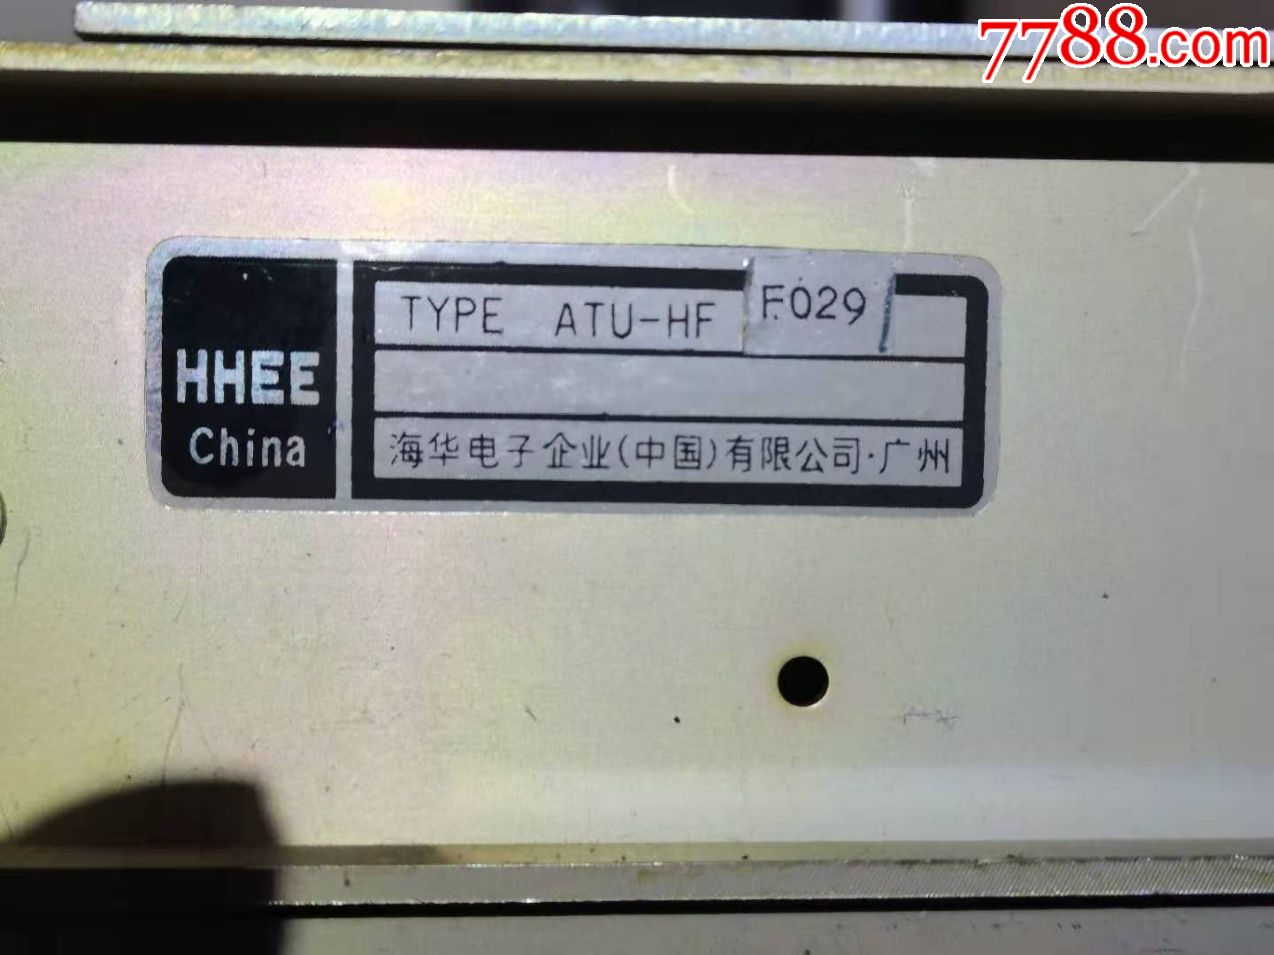 7788.com
TYPE ATU-HF F029
HHEE
China
海华电子企业(中国)有限公司·广州